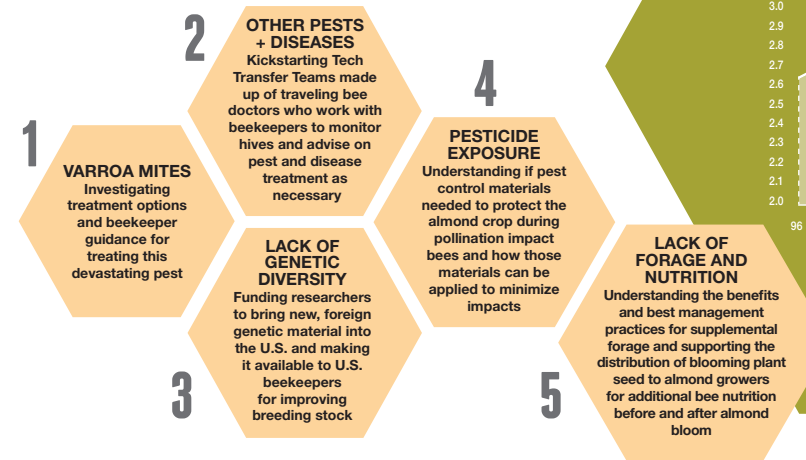 1
VARROA MITES
Investigating
treatment options
and beekeeper
guidance for
treating this
devastating pest
2
OTHER PESTS
+ DISEASES
Kickstarting Tech
Transfer Teams made
up of traveling bee
doctors who work with
beekeepers to monitor
hives and advise on
pest and disease
treatment as
necessary
3
LACK OF
GENETIC
DIVERSITY
Funding researchers
to bring new, foreign
genetic material into
the U.S. and making
it available to U.S.
beekeepers
for improving
breeding stock
4
PESTICIDE
EXPOSURE
Understanding if pest
control materials
needed to protect the
almond crop during
pollination impact
bees and how those
materials can be
applied to minimize
impacts
5
LACK OF
FORAGE AND
NUTRITION
Understanding the benefits
and best management
practices for supplemental
forage and supporting the
distribution of blooming plant
seed to almond growers
for additional bee nutrition
before and after almond
bloom
3.0
2.9
2.8
2.7
2.6
2.5
2.4
2.3
2.2
2.1
2.0
96